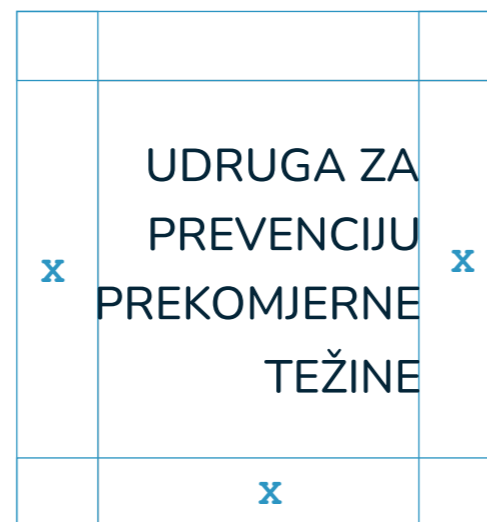 UDRUGA ZA
PREVENCIJU
x
x
PREKOMJERNE
TEŽINE
x